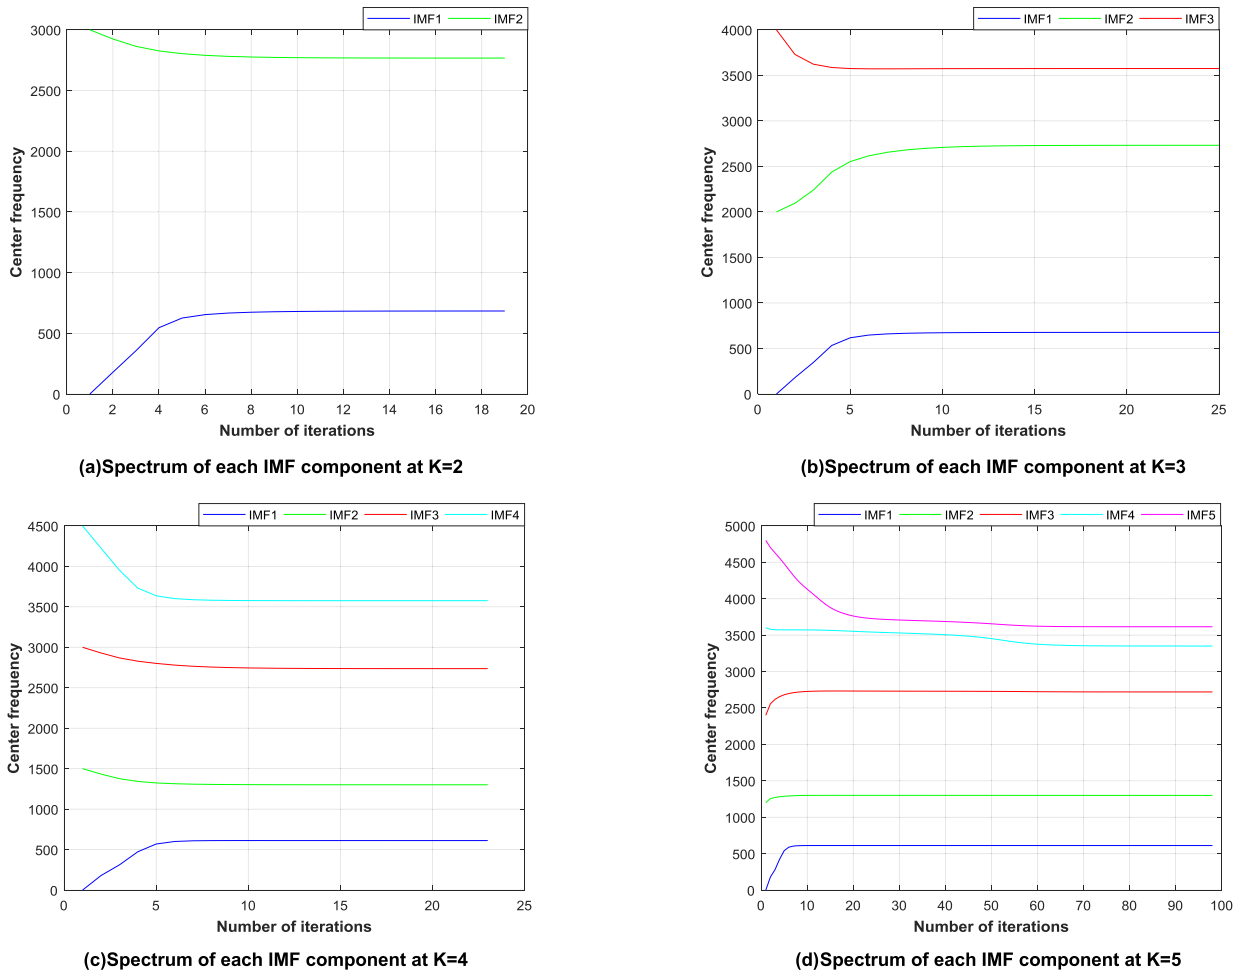 IMF1 IMF2
3000
2500
2000
1500
1000
500
0
0 2 4 6 8 10 12 14 16 18 20
Center frequency
Number of iterations
(a)Spectrum of each IMF component at K=2
IMF1 IMF2 IMF3
4000
3500
3000
2500
2000
1500
1000
500
0
0 5 10 15 20 25
Center frequency
Number of iterations
(b)Spectrum of each IMF component at K=3
IMF1 IMF2 IMF3 IMF4
4500
4000
3500
3000
2500
2000
1500
1000
500
0
0 5 10 15 20 25
Center frequency
Number of iterations
(c)Spectrum of each IMF component at K=4
IMF1 IMF2 IMF3 IMF4 IMF5
5000
4500
4000
3500
3000
2500
2000
1500
1000
500
0
0 10 20 30 40 50 60 70 80 90 100
Center frequency
Number of iterations
(d)Spectrum of each IMF component at K=5